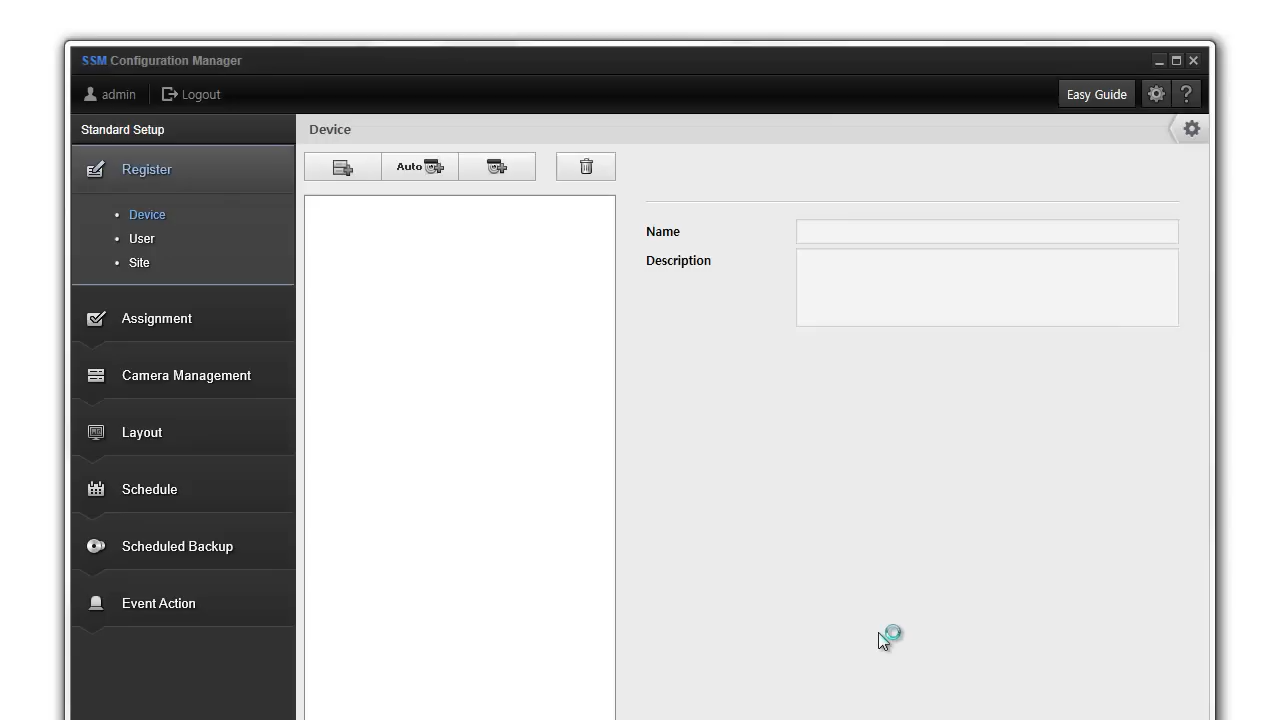 SSM Configuration Manager
admin
Logout
Easy Guide
?
Standard Setup
Device
Register
Auto
Device
User
Site
Name
Description
Assignment
Camera Management
Layout
Schedule
Scheduled Backup
Event Action